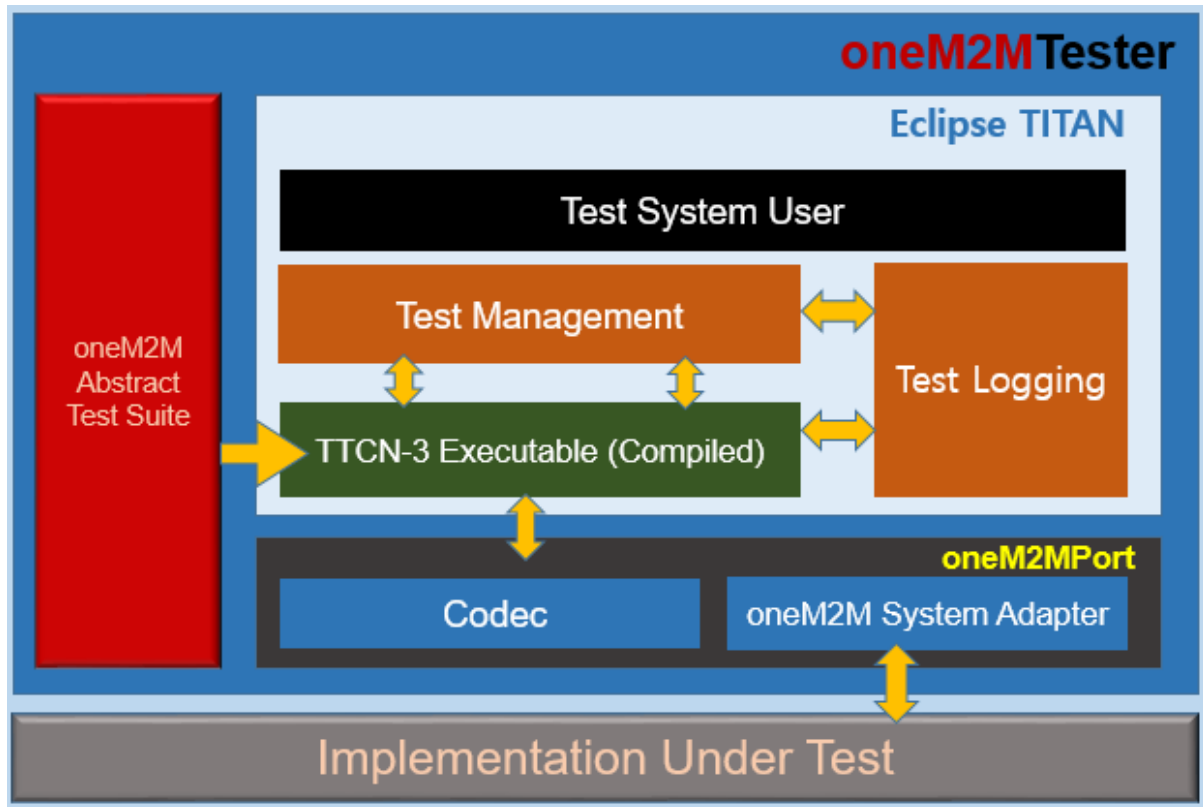 oneM2MTester
Eclipse TITAN
Test System User
oneM2M
Abstract
Test Suite
Test Management
Test Logging
TTCN-3 Executable (Compiled)
oneM2MPort
Codec
oneM2M System Adapter
Implementation Under Test